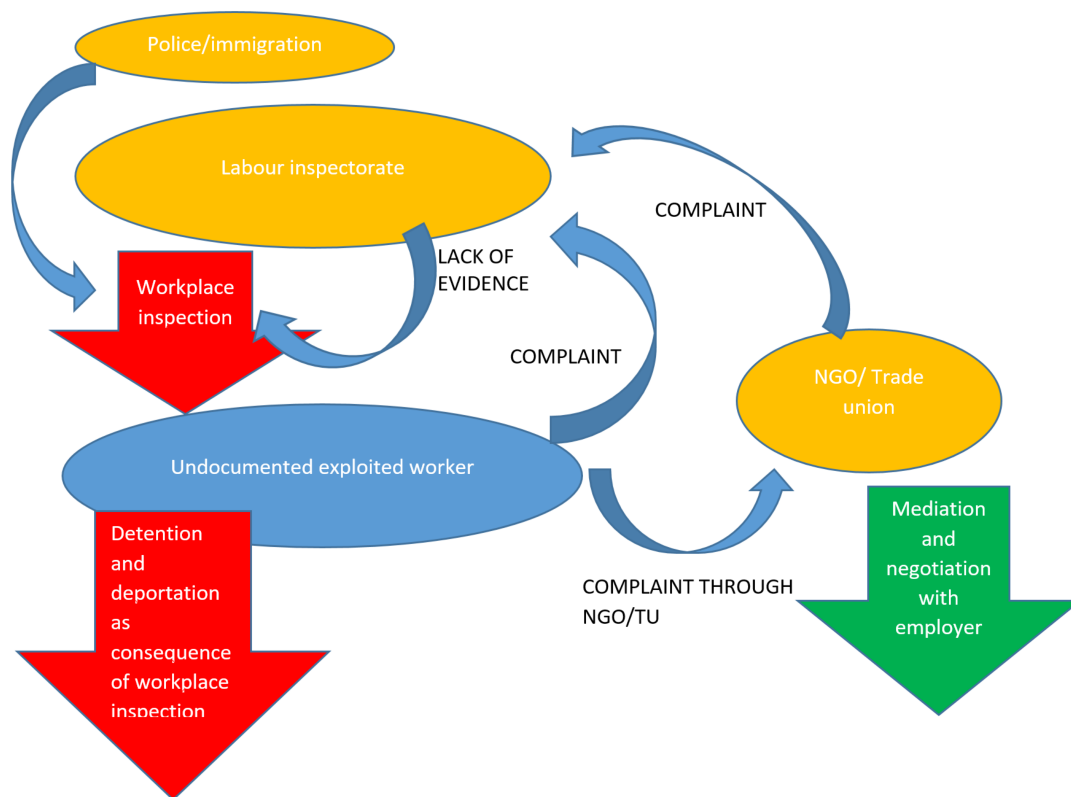 Police/immigration
Labour inspectorate
COMPLAINT
LACK OF
EVIDENCE
Workplace
inspection
COMPLAINT
NGO/ Trade
union
Undocumented exploited worker
Detention
and
deportation
as
consequence
of workplace
inspection
COMPLAINT THROUGH
NGO/TU
Mediation
and
negotiation
with
employer